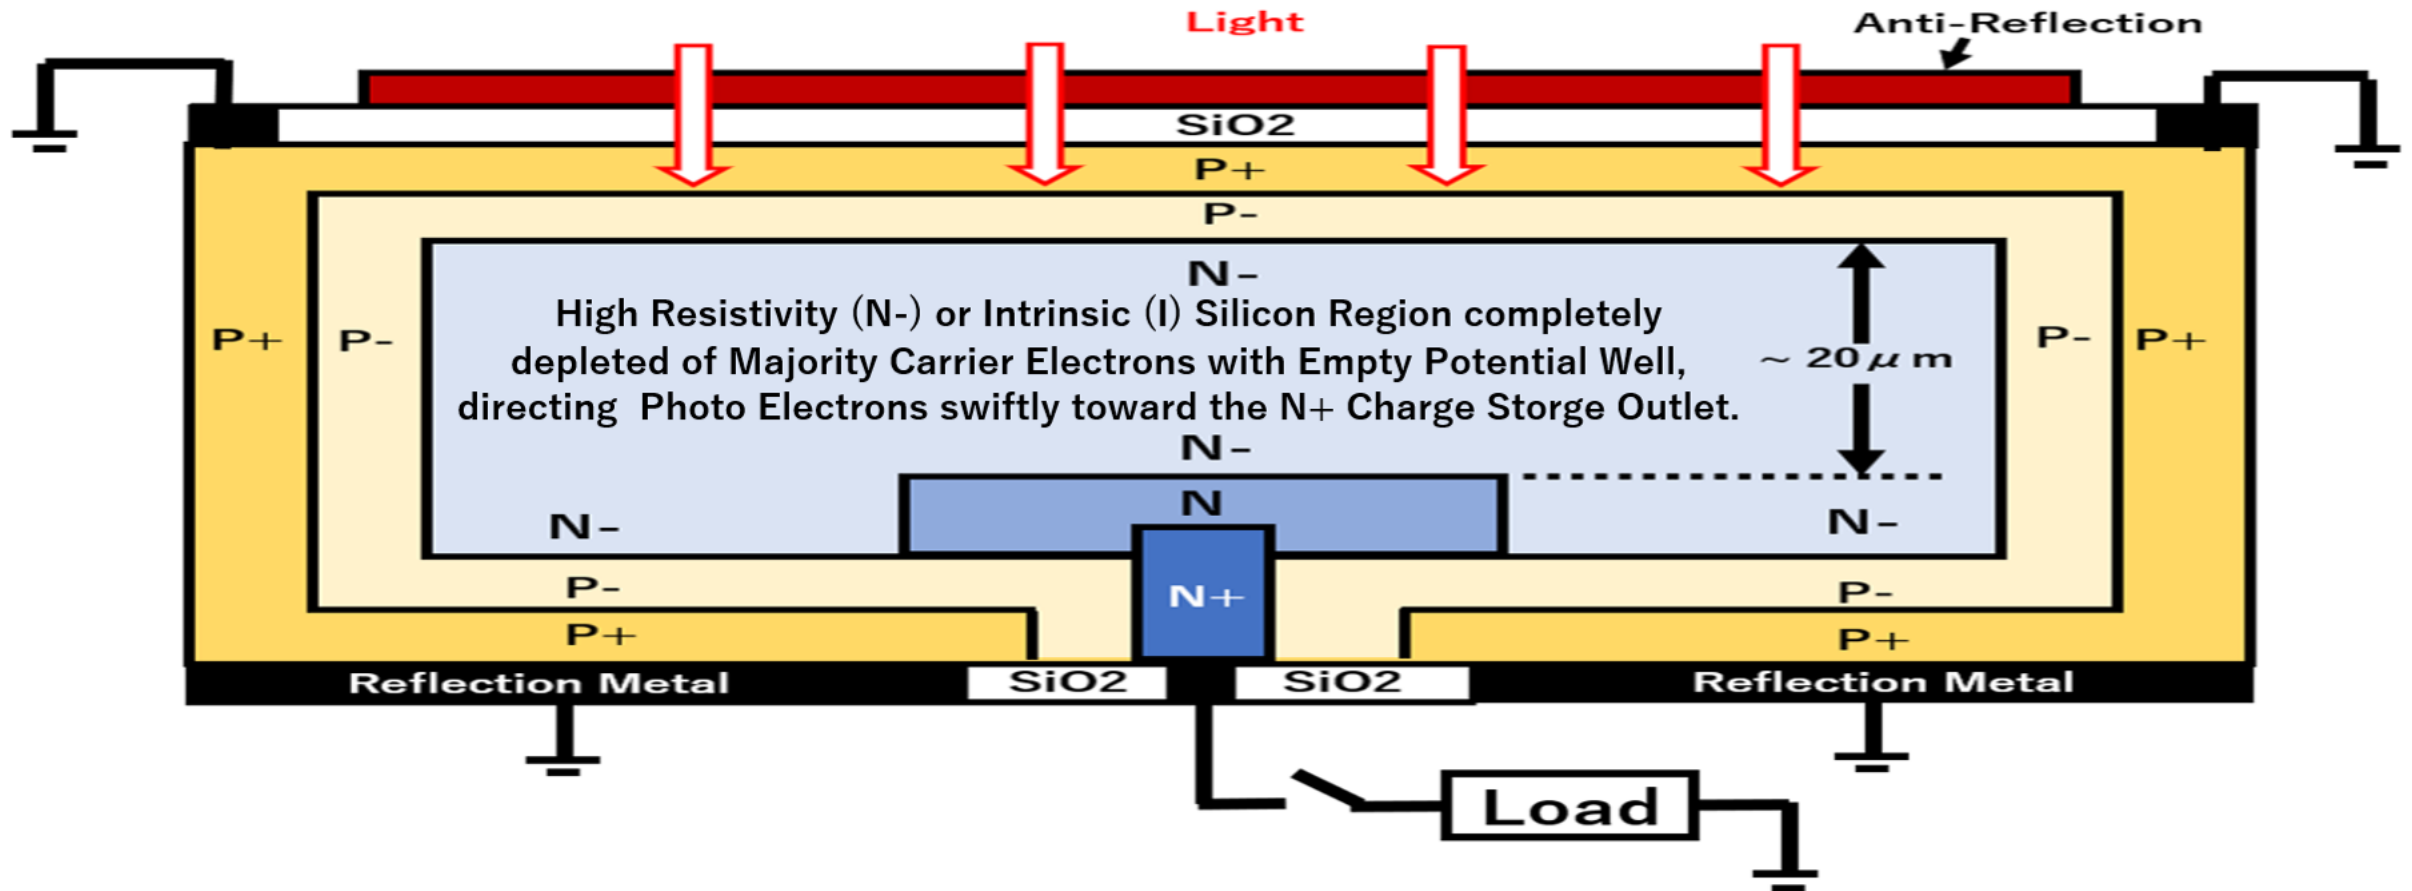 Light
Anti-Reflection
SiO2
P+
P-
N-
High Resistivity (N-) or Intrinsic (I) Silicon Region completely
depleted of Majority Carrier Electrons with Empty Potential Well,
directing Photo Electrons swiftly toward the N+ Charge Storge Outlet.
P+
P-
~ 20μm
P-
P+
N-
N
N-
N-
P-
N+
P-
P+
P+
Reflection Metal
SiO2
SiO2
Reflection Metal
Load